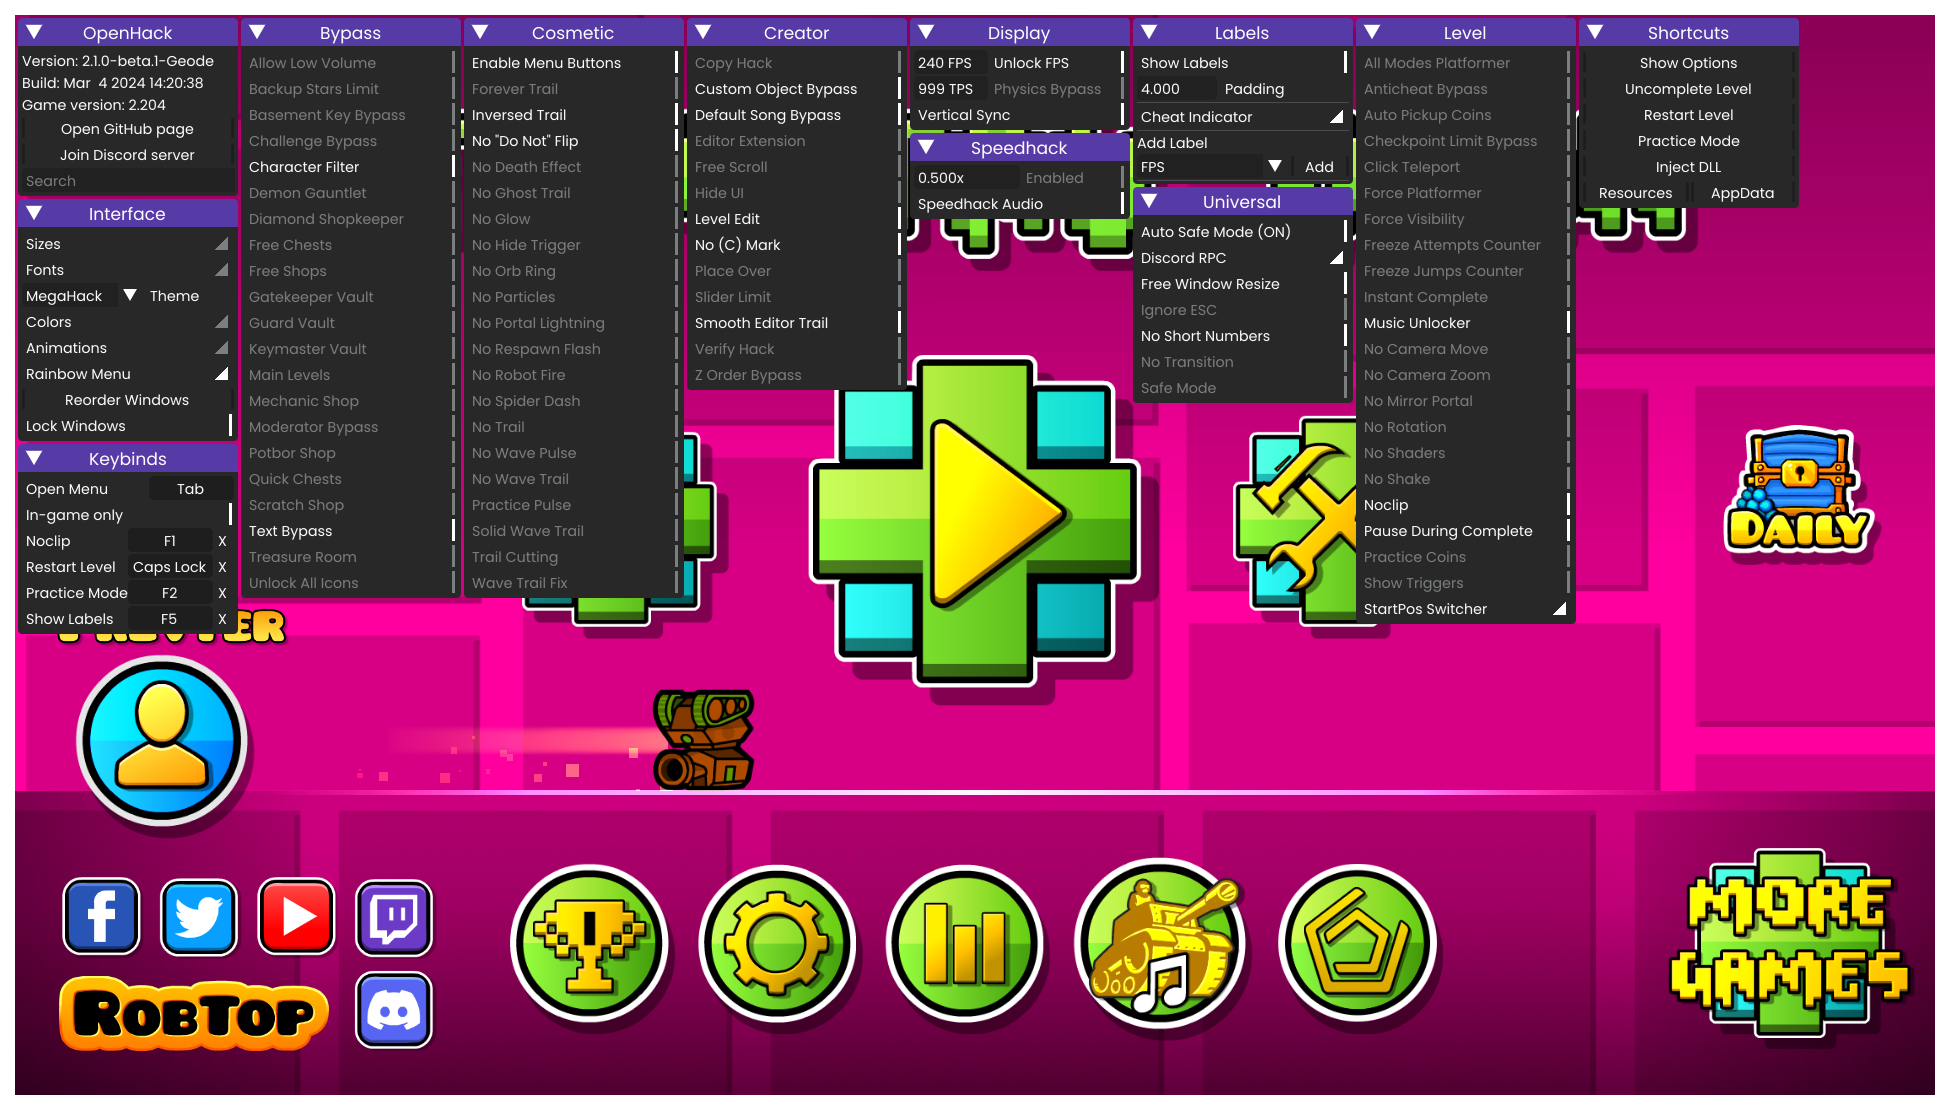 OpenHack
Version: 2.1.0-beta.1-Geode
Build: Mar 4 2024 14:20:38
Game version: 2.204
Open GitHub page
Join Discord server
Search
Interface
Sizes
Fonts
MegaHack Theme
Colors
Animations
Rainbow Menu
Reorder Windows
Lock Windows
Keybinds
Open Menu Tab
In-game only
Noclip F1 X
Restart Level Caps Lock X
Practice Mode F2 X
Show Labels F5 X
Bypass
Allow Low Volume
Backup Stars Limit
Basement Key Bypass
Challenge Bypass
Character Filter
Demon Gauntlet
Diamond Shopkeeper
Free Chests
Free Shops
Gatekeeper Vault
Guard Vault
Keymaster Vault
Main Levels
Mechanic Shop
Moderator Bypass
Potbor Shop
Quick Chests
Scratch Shop
Text Bypass
Treasure Room
Unlock All Icons
Cosmetic
Enable Menu Buttons
Forever Trail
Inversed Trail
No "Do Not" Flip
No Death Effect
No Ghost Trail
No Glow
No Hide Trigger
No Orb Ring
No Particles
No Portal Lightning
No Respawn Flash
No Robot Fire
No Spider Dash
No Trail
No Wave Pulse
No Wave Trail
Practice Pulse
Solid Wave Trail
Trail Cutting
Wave Trail Fix
Creator
Copy Hack
Custom Object Bypass
Default Song Bypass
Editor Extension
Free Scroll
Hide UI
Level Edit
No (C) Mark
Place Over
Slider Limit
Smooth Editor Trail
Verify Hack
Z Order Bypass
Display
240 FPS Unlock FPS
999 TPS Physics Bypass
Vertical Sync
Speedhack
0.500x Enabled
Speedhack Audio
Labels
Show Labels
4.000 Padding
Cheat Indicator
Add Label
FPS Add
Universal
Auto Safe Mode (ON)
Discord RPC
Free Window Resize
Ignore ESC
No Short Numbers
No Transition
Safe Mode
Level
All Modes Platformer
Anticheat Bypass
Auto Pickup Coins
Checkpoint Limit Bypass
Click Teleport
Force Platformer
Force Visibility
Freeze Attempts Counter
Freeze Jumps Counter
Instant Complete
Music Unlocker
No Camera Move
No Camera Zoom
No Mirror Portal
No Rotation
No Shaders
No Shake
Noclip
Pause During Complete
Practice Coins
Show Triggers
StartPos Switcher
Shortcuts
Show Options
Uncomplete Level
Restart Level
Practice Mode
Inject DLL
Resources AppData
DAILY
ROBTOP
MORE
GAMES